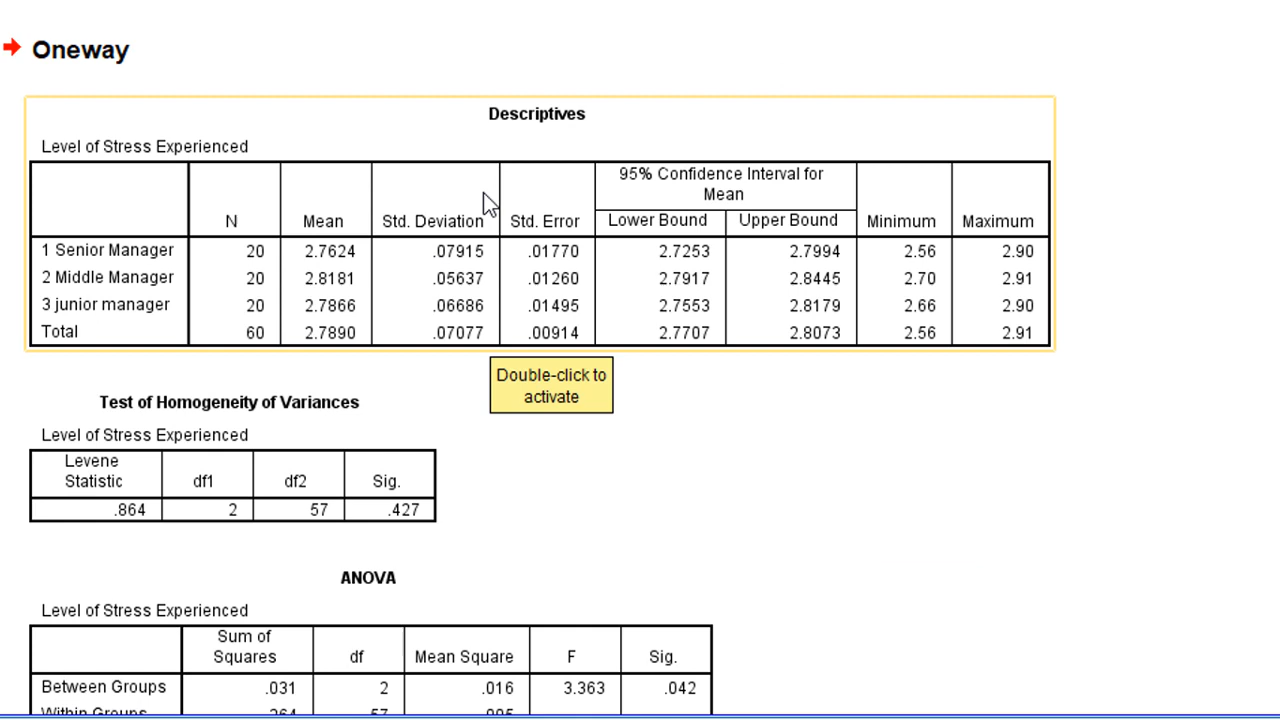 Oneway
Descriptives
Level of Stress Experienced
95% Confidence Interval for Mean
N Mean Std. Deviation Std. Error Lower Bound Upper Bound Minimum Maximum
1 Senior Manager 20 2.7624 .07915 .01770 2.7253 2.7994 2.56 2.90
2 Middle Manager 20 2.8181 .05637 .01260 2.7917 2.8445 2.70 2.91
3 junior manager 20 2.7866 .06686 .01495 2.7553 2.8179 2.66 2.90
Total 60 2.7890 .07077 .00914 2.7707 2.8073 2.56 2.91
Double-click to
activate
Test of Homogeneity of Variances
Level of Stress Experienced
Levene Statistic df1 df2 Sig.
.864 2 57 .427
ANOVA
Level of Stress Experienced
Sum of Squares df Mean Square F Sig.
Between Groups .031 2 .016 3.363 .042
Within Groups 57